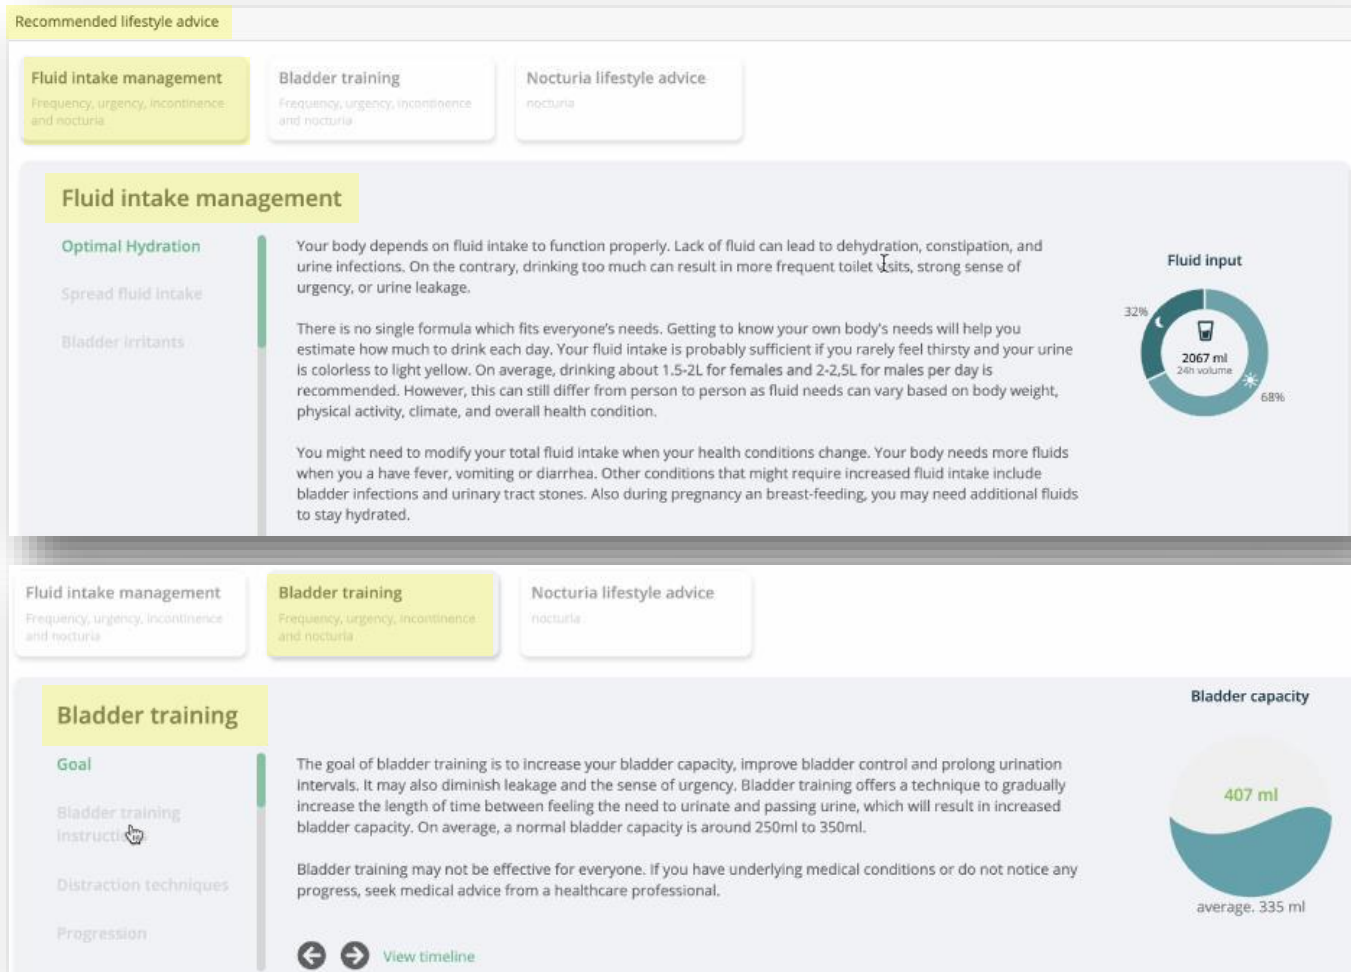 Recommended lifestyle advice
Fluid intake management
Frequency, urgency, incontinence
and nocturia
Bladder training
Frequency, urgency, incontinence
and nocturia
Nocturia lifestyle advice
nocturia
Fluid intake management
Optimal Hydration
Spread fluid intake
Bladder irritants
Your body depends on fluid intake to function properly. Lack of fluid can lead to dehydration, constipation, and
urine infections. On the contrary, drinking too much can result in more frequent toilet visits, strong sense of
urgency, or urine leakage.
There is no single formula which fits everyone's needs. Getting to know your own body's needs will help you
estimate how much to drink each day. Your fluid intake is probably sufficient if you rarely feel thirsty and your urine
is colorless to light yellow. On average, drinking about 1.5-2L for females and 2-2,5L for males per day is
recommended. However, this can still differ from person to person as fluid needs can vary based on body weight,
physical activity, climate, and overall health condition.
You might need to modify your total fluid intake when your health conditions change. Your body needs more fluids
when you a have fever, vomiting or diarrhea. Other conditions that might require increased fluid intake include
bladder infections and urinary tract stones. Also during pregnancy an breast-feeding, you may need additional fluids
to stay hydrated.
Fluid input
32%
2067 ml
24h volume
68%
Fluid intake management
Frequency, urgency, incontinence
and nocturia
Bladder training
Frequency, urgency, incontinence
and nocturia
Nocturia lifestyle advice
nocturia
Bladder training
Goal
Bladder training
Distraction techniques
Progression
The goal of bladder training is to increase your bladder capacity, improve bladder control and prolong urination
intervals. It may also diminish leakage and the sense of urgency. Bladder training offers a technique to gradually
increase the length of time between feeling the need to urinate and passing urine, which will result in increased
bladder capacity. On average, a normal bladder capacity is around 250ml to 350ml.
Bladder training may not be effective for everyone. If you have underlying medical conditions or do not notice any
progress, seek medical advice from a healthcare professional.
View timeline
Bladder capacity
407 ml
average. 335 ml